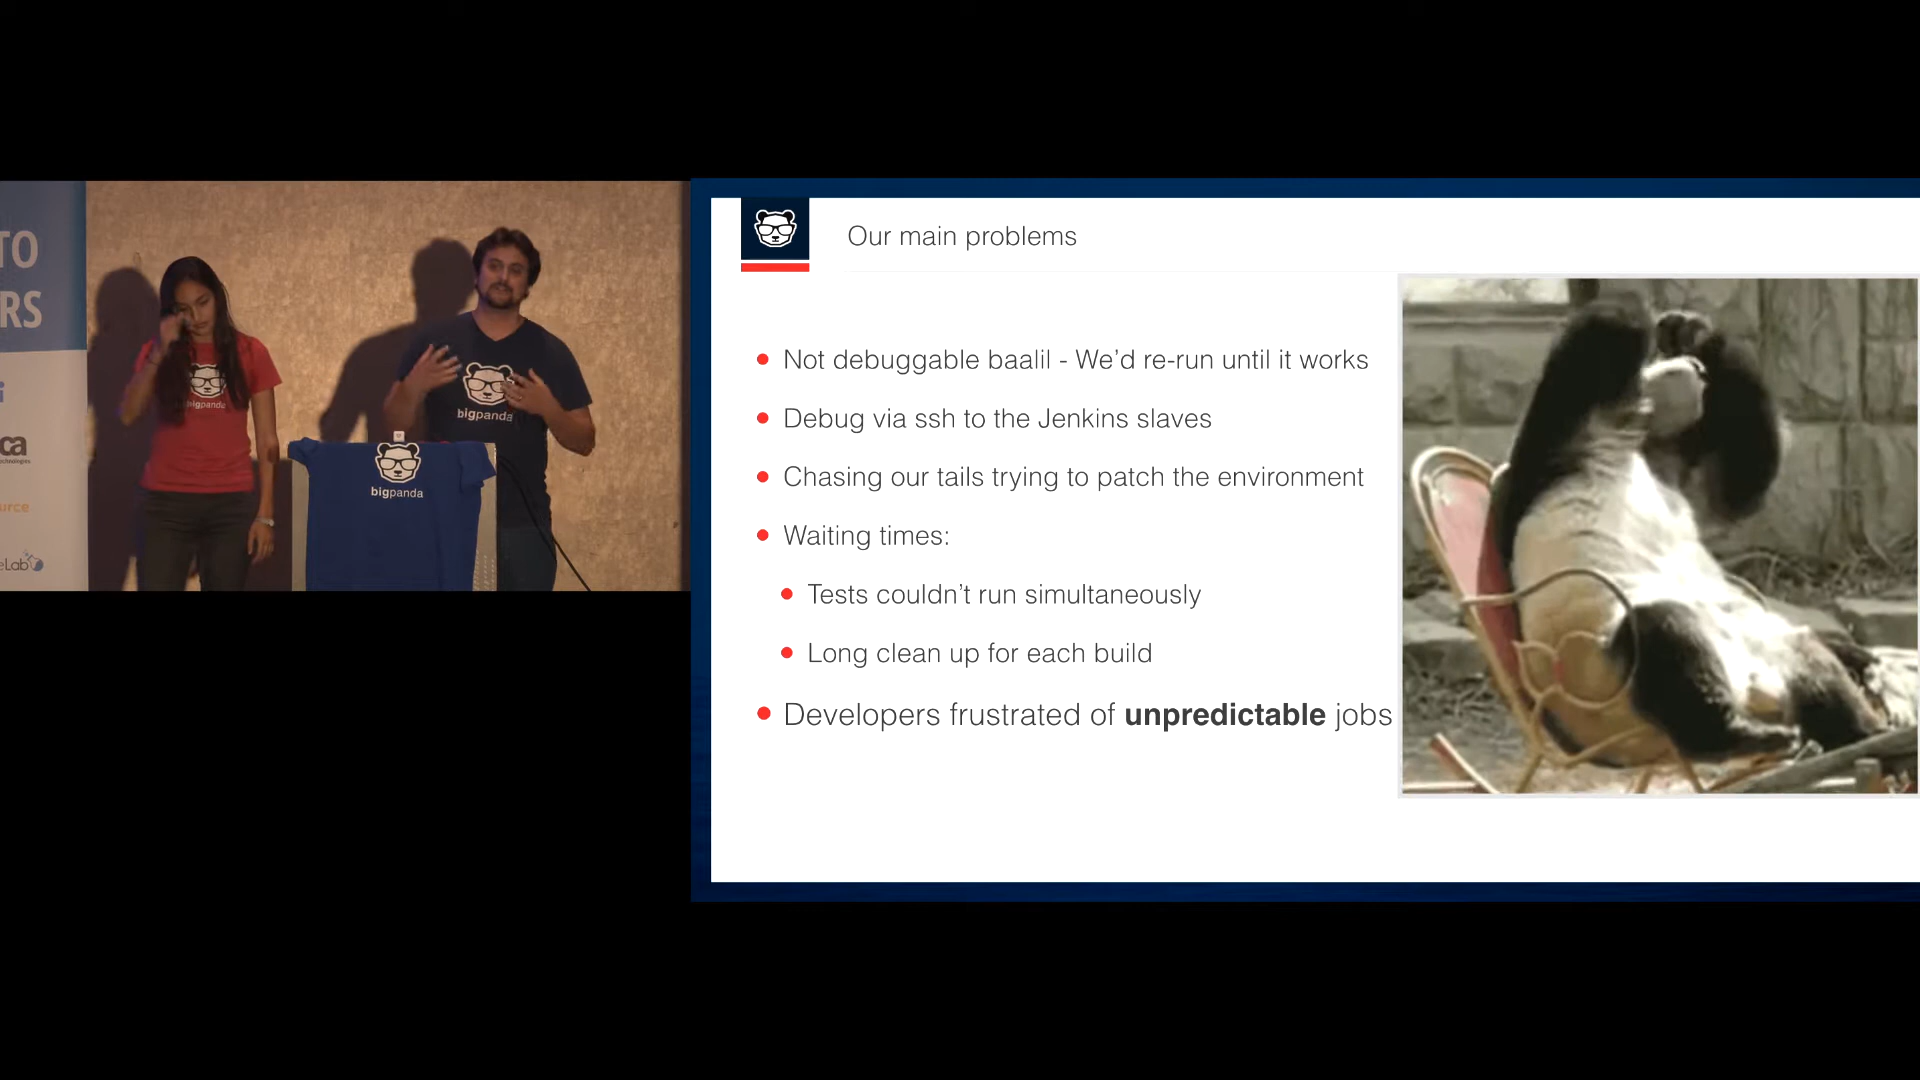 TO
RS
i
ca
technologies
urce
eLab
bigpanda
bigpanda
bigpanda
Our main problems
Not debuggable baalil - We'd re-run until it works
Debug via ssh to the Jenkins slaves
Chasing our tails trying to patch the environment
Waiting times:
Tests couldn't run simultaneously
Long clean up for each build
Developers frustrated of unpredictable jobs